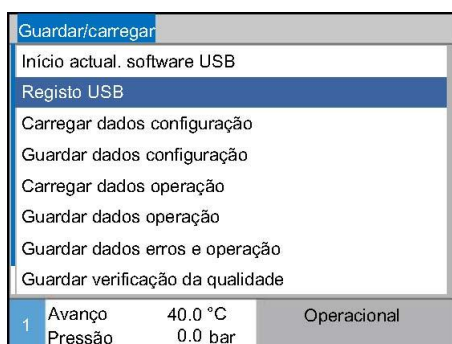 Guardar/carregar
Início actual. software USB
Registo USB
Carregar dados configuração
Guardar dados configuração
Carregar dados operação
Guardar dados operação
Guardar dados erros e operação
Guardar verificação da qualidade
1 Avanço 40.0 °C Operacional
Pressão 0.0 bar